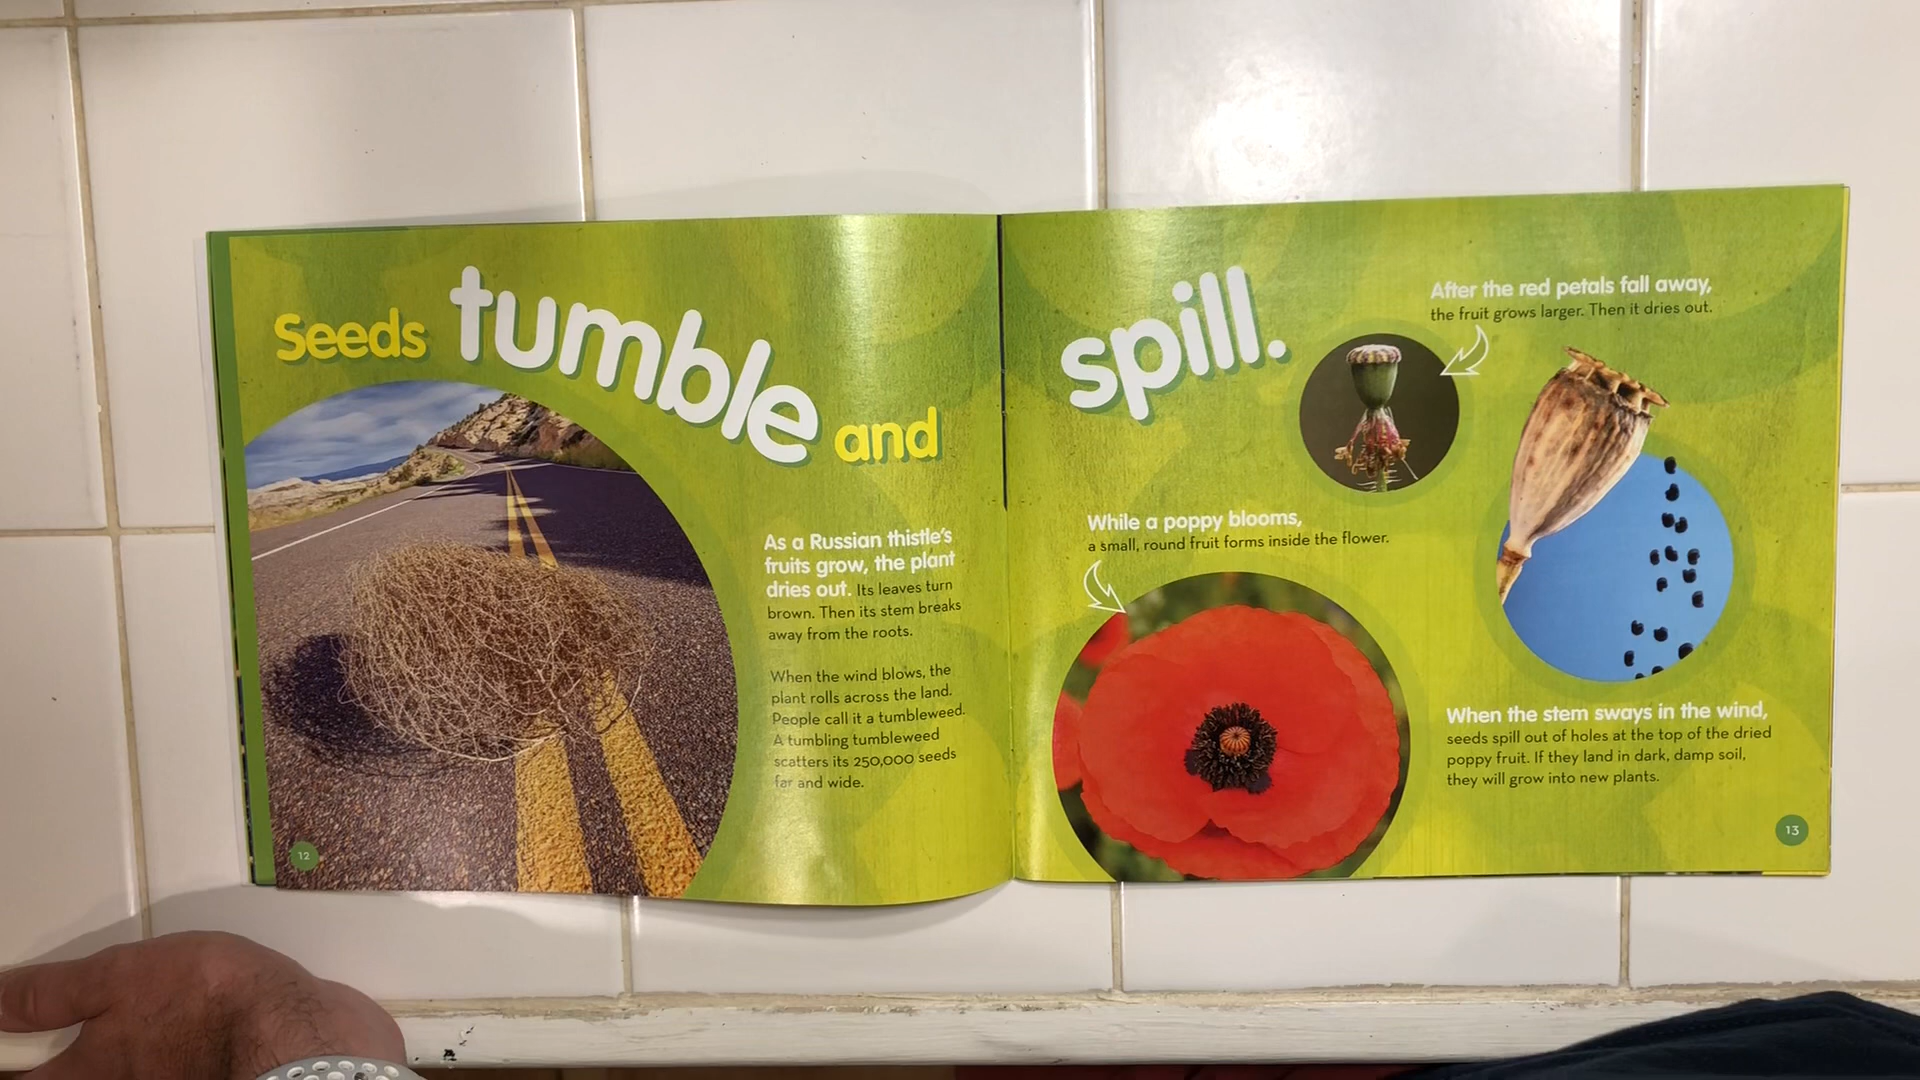 Seeds tumble and
As a Russian thistle's
fruits grow, the plant
dries out. Its leaves turn
brown. Then its stem breaks
away from the roots.
When the wind blows, the
plant rolls across the land.
People call it a tumbleweed.
A tumbling tumbleweed
scatters its 250,000 seeds
far and wide.
12
spill.
After the red petals fall away,
the fruit grows larger. Then it dries out.
While a poppy blooms,
a small, round fruit forms inside the flower.
When the stem sways in the wind,
seeds spill out of holes at the top of the dried
poppy fruit. If they land in dark, damp soil,
they will grow into new plants.
13